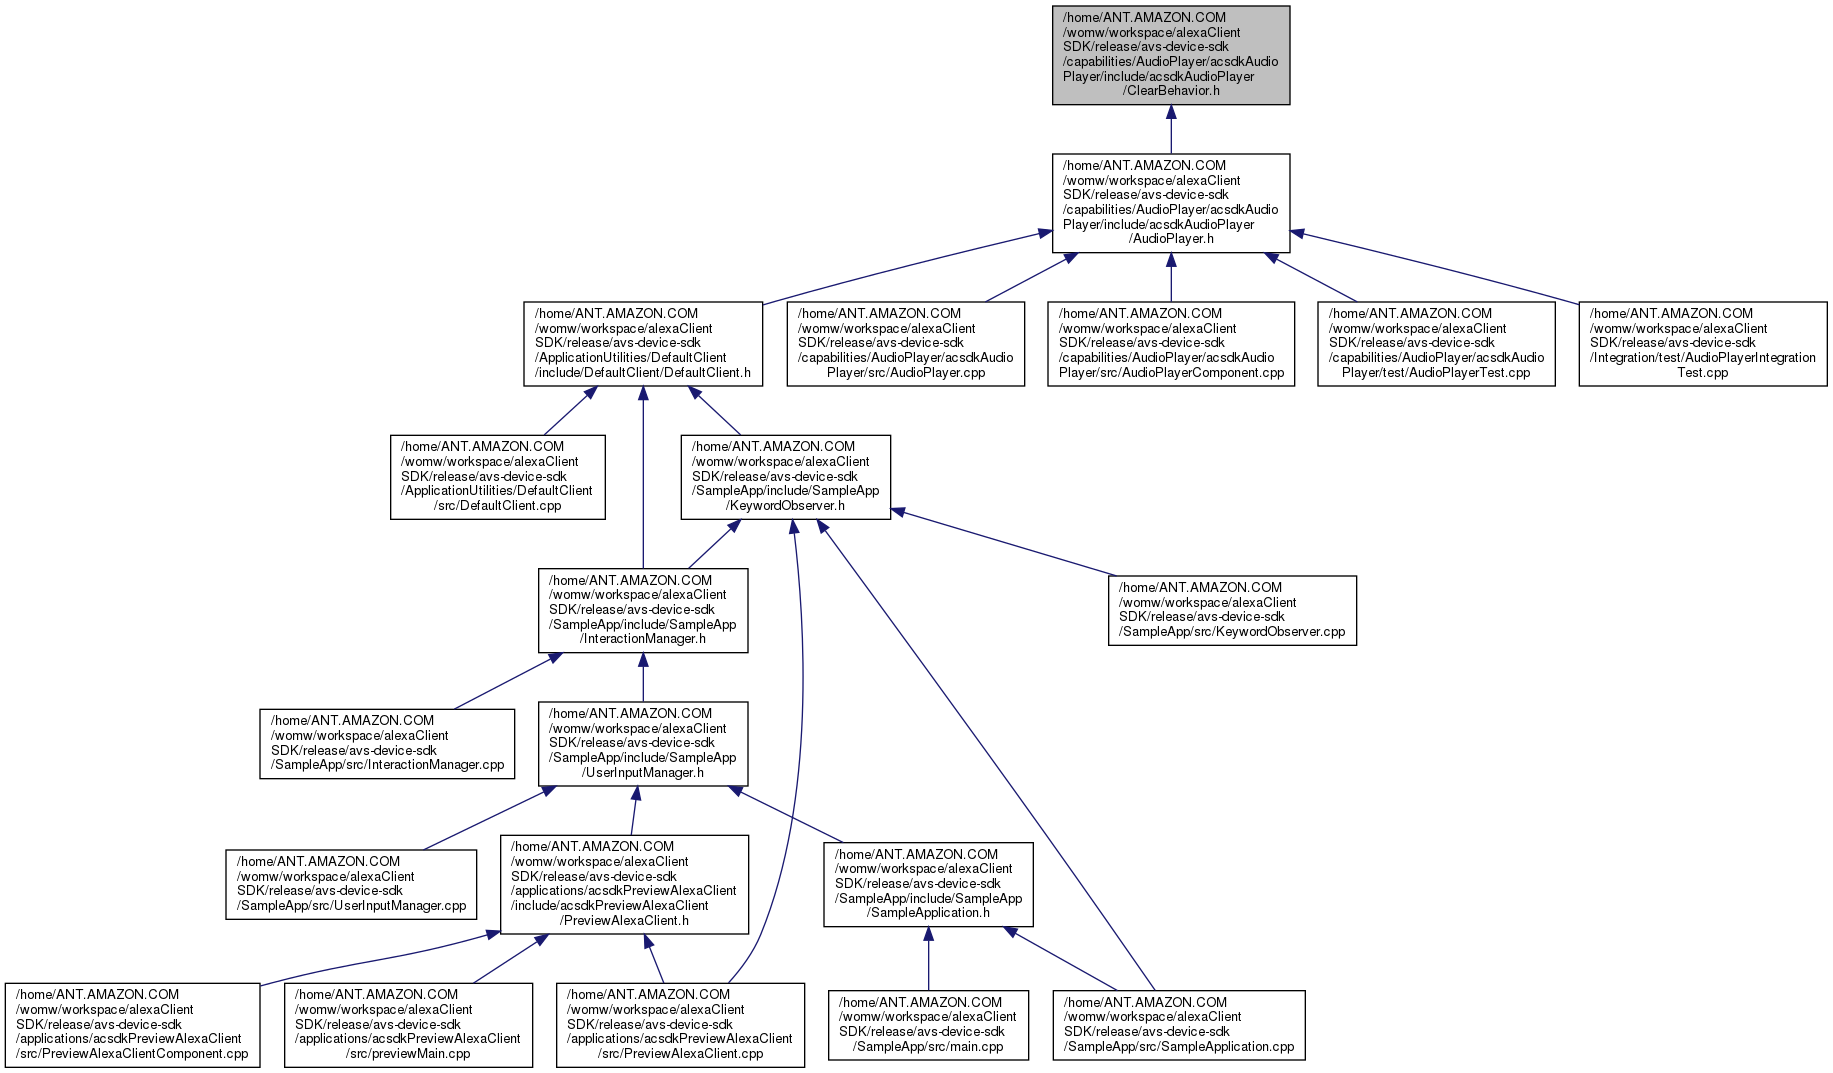 /home/ANT.AMAZON.COM
/womw/workspace/alexaClient
SDK/release/avs-device-sdk
/capabilities/AudioPlayer/acsdkAudio
Player/include/acsdkAudioPlayer
/ClearBehavior.h
/home/ANT.AMAZON.COM
/womw/workspace/alexaClient
SDK/release/avs-device-sdk
/capabilities/AudioPlayer/acsdkAudio
Player/include/acsdkAudioPlayer
/AudioPlayer.h
/home/ANT.AMAZON.COM
/womw/workspace/alexaClient
SDK/release/avs-device-sdk
/ApplicationUtilities/DefaultClient
/include/DefaultClient/DefaultClient.h
/home/ANT.AMAZON.COM
/womw/workspace/alexaClient
SDK/release/avs-device-sdk
/capabilities/AudioPlayer/acsdkAudio
Player/src/AudioPlayer.cpp
/home/ANT.AMAZON.COM
/womw/workspace/alexaClient
SDK/release/avs-device-sdk
/capabilities/AudioPlayer/acsdkAudio
Player/src/AudioPlayerComponent.cpp
/home/ANT.AMAZON.COM
/womw/workspace/alexaClient
SDK/release/avs-device-sdk
/capabilities/AudioPlayer/acsdkAudio
Player/test/AudioPlayerTest.cpp
/home/ANT.AMAZON.COM
/womw/workspace/alexaClient
SDK/release/avs-device-sdk
/Integration/test/AudioPlayerIntegration
Test.cpp
/home/ANT.AMAZON.COM
/womw/workspace/alexaClient
SDK/release/avs-device-sdk
/ApplicationUtilities/DefaultClient
/src/DefaultClient.cpp
/home/ANT.AMAZON.COM
/womw/workspace/alexaClient
SDK/release/avs-device-sdk
/SampleApp/include/SampleApp
/KeywordObserver.h
/home/ANT.AMAZON.COM
/womw/workspace/alexaClient
SDK/release/avs-device-sdk
/SampleApp/include/SampleApp
/InteractionManager.h
/home/ANT.AMAZON.COM
/womw/workspace/alexaClient
SDK/release/avs-device-sdk
/SampleApp/src/KeywordObserver.cpp
/home/ANT.AMAZON.COM
/womw/workspace/alexaClient
SDK/release/avs-device-sdk
/SampleApp/src/InteractionManager.cpp
/home/ANT.AMAZON.COM
/womw/workspace/alexaClient
SDK/release/avs-device-sdk
/SampleApp/include/SampleApp
/UserInputManager.h
/home/ANT.AMAZON.COM
/womw/workspace/alexaClient
SDK/release/avs-device-sdk
/SampleApp/src/UserInputManager.cpp
/home/ANT.AMAZON.COM
/womw/workspace/alexaClient
SDK/release/avs-device-sdk
/applications/acsdkPreviewAlexaClient
/include/acsdkPreviewAlexaClient
/PreviewAlexaClient.h
/home/ANT.AMAZON.COM
/womw/workspace/alexaClient
SDK/release/avs-device-sdk
/SampleApp/include/SampleApp
/SampleApplication.h
/home/ANT.AMAZON.COM
/womw/workspace/alexaClient
SDK/release/avs-device-sdk
/applications/acsdkPreviewAlexaClient
/src/PreviewAlexaClientComponent.cpp
/home/ANT.AMAZON.COM
/womw/workspace/alexaClient
SDK/release/avs-device-sdk
/applications/acsdkPreviewAlexaClient
/src/previewMain.cpp
/home/ANT.AMAZON.COM
/womw/workspace/alexaClient
SDK/release/avs-device-sdk
/applications/acsdkPreviewAlexaClient
/src/PreviewAlexaClient.cpp
/home/ANT.AMAZON.COM
/womw/workspace/alexaClient
SDK/release/avs-device-sdk
/SampleApp/src/main.cpp
/home/ANT.AMAZON.COM
/womw/workspace/alexaClient
SDK/release/avs-device-sdk
/SampleApp/src/SampleApplication.cpp